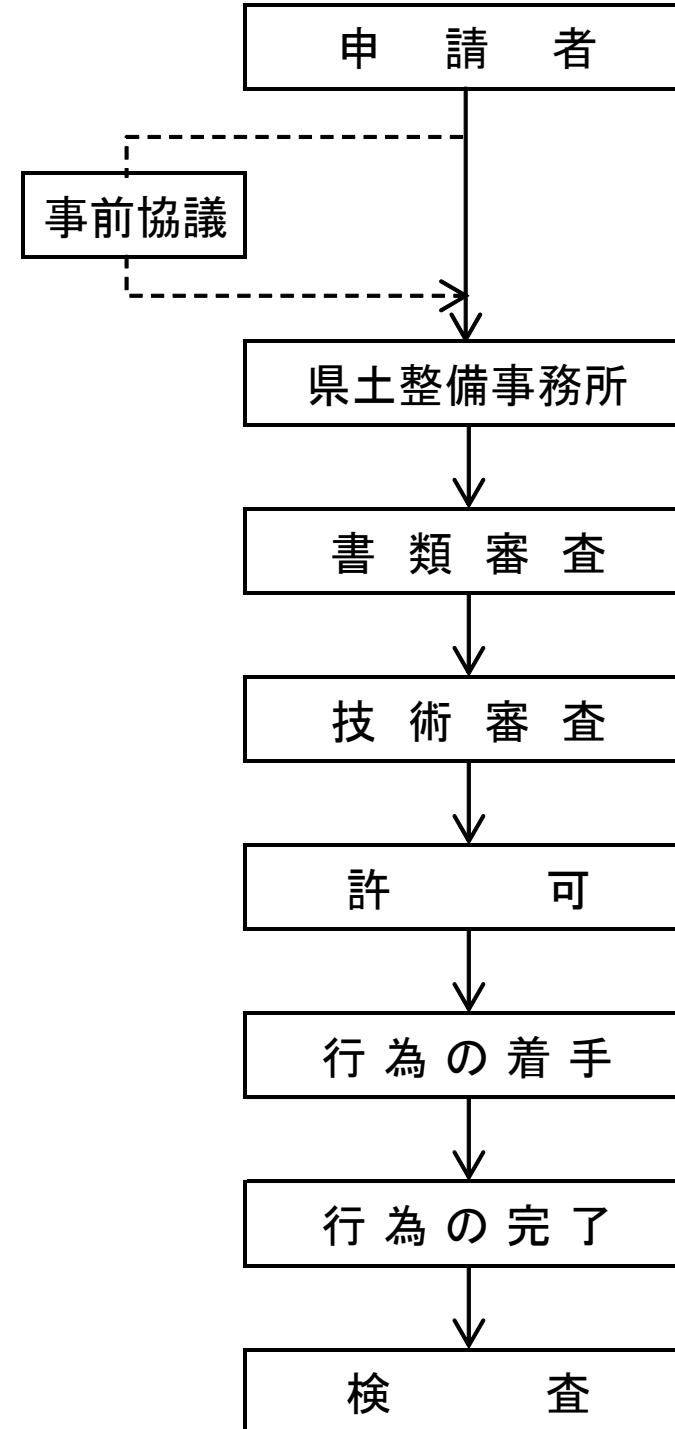 申請者
事前協議
県土整備事務所
書類審査
技術審査
許可
行為の着手
行為の完了
検査